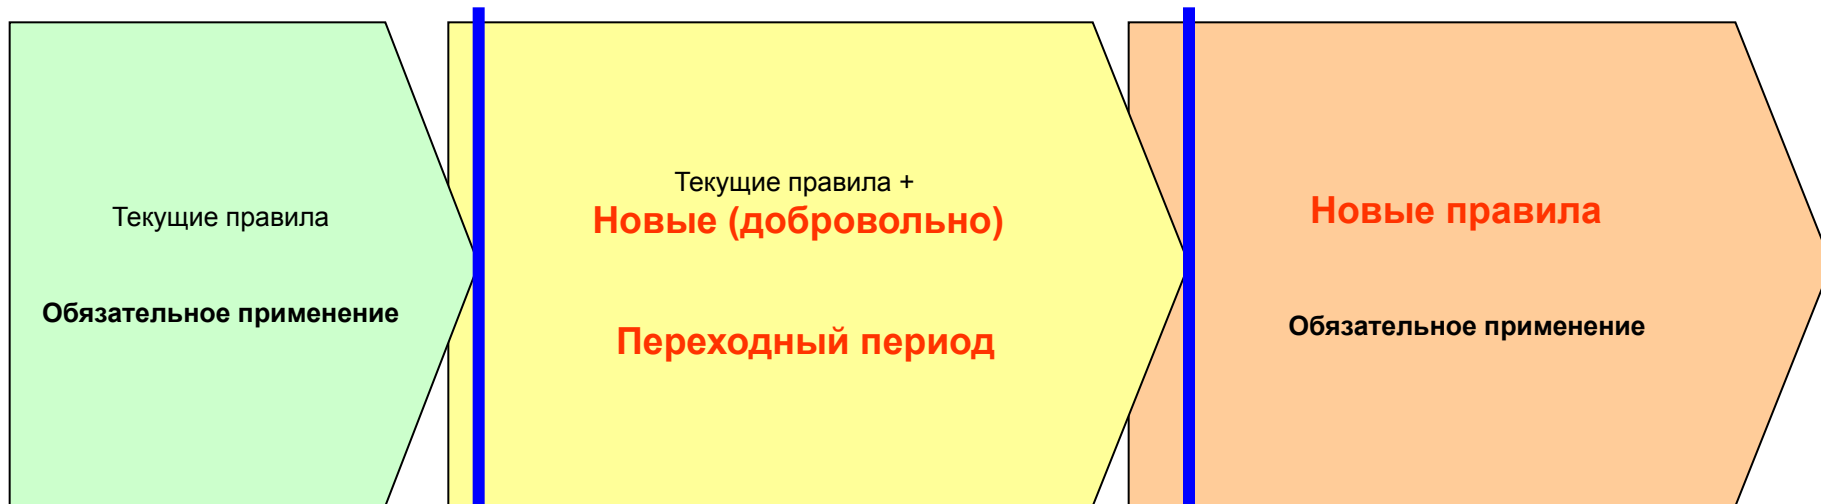 Текущие правила
Обязательное применение
Текущие правила +
Новые (добровольно)
Переходный период
Новые правила
Обязательное применение